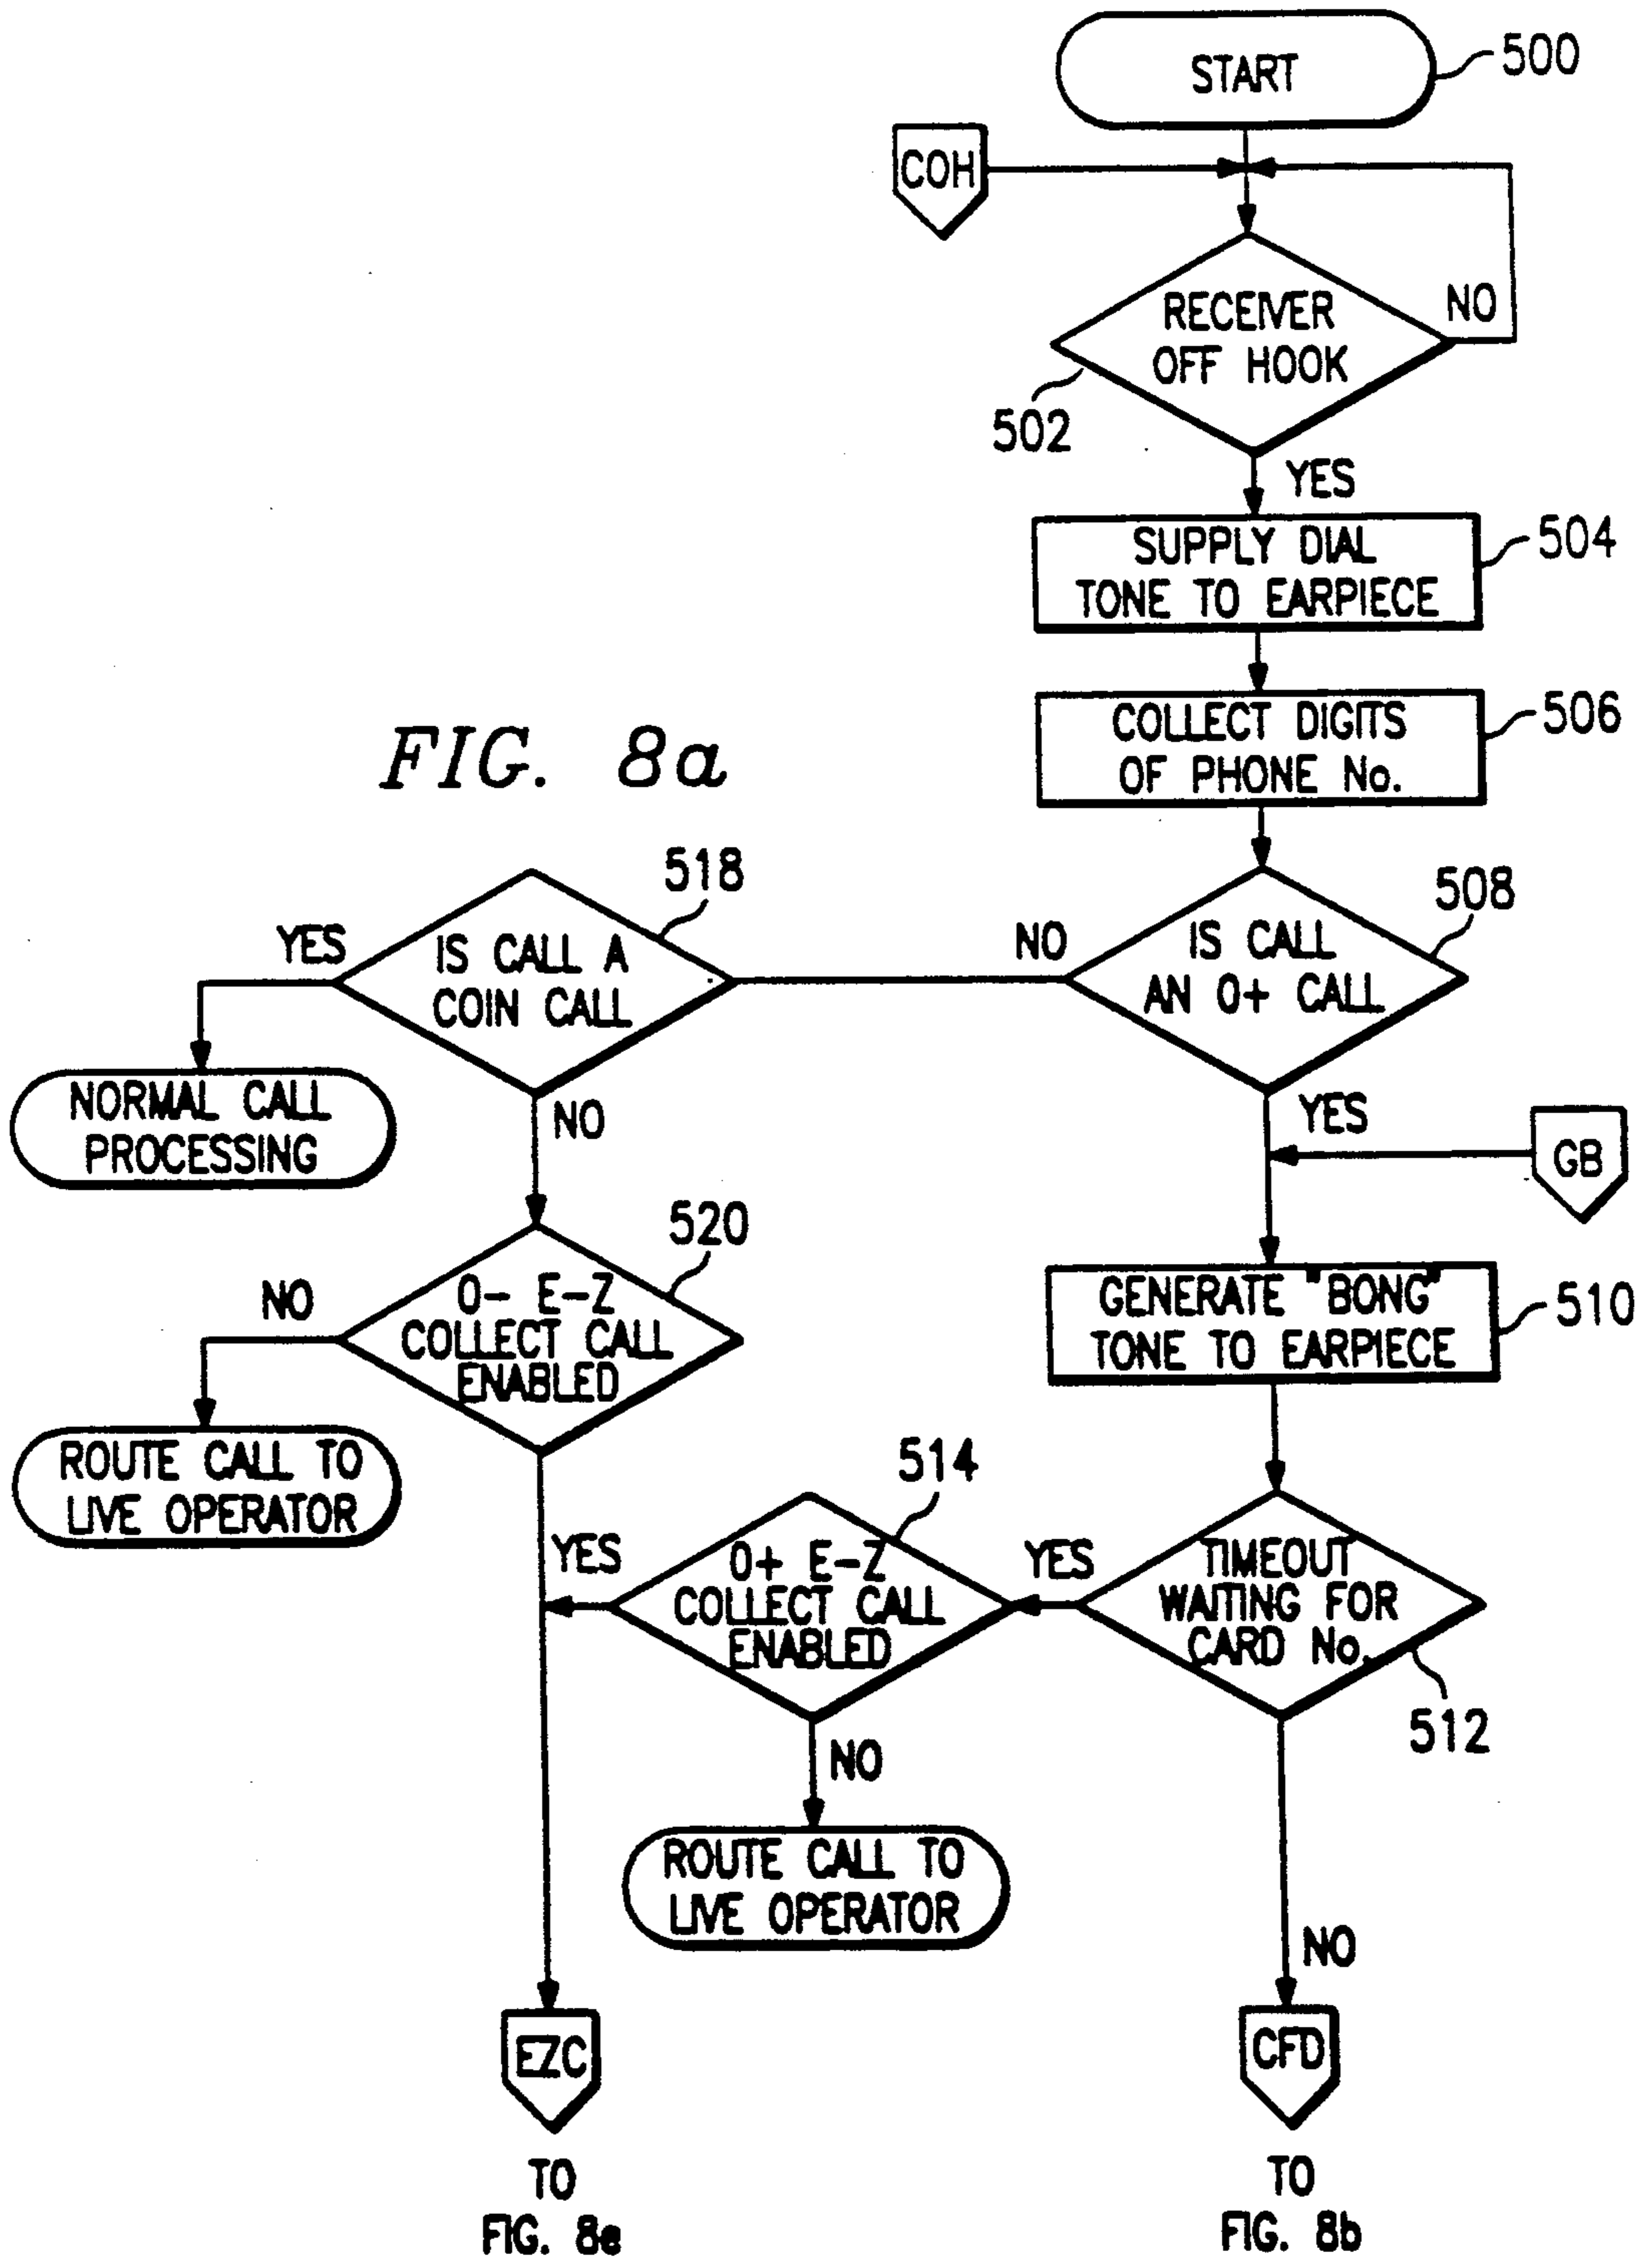 START
500
COH
RECEIVER
OFF HOOK
NO
502
YES
SUPPLY DIAL
TONE TO EARPIECE
504
COLLECT DIGITS
OF PHONE No.
506
FIG. 8a
518
IS CALL A
COIN CALL
YES
NO
508
IS CALL
AN 0+ CALL
NORMAL CALL
PROCESSING
NO
YES
GB
520
0- E-Z
COLLECT CALL
ENABLED
NO
GENERATE "BONG"
TONE TO EARPIECE
510
ROUTE CALL TO
LIVE OPERATOR
514
YES
0+ E-Z
COLLECT CALL
ENABLED
YES
TIMEOUT
WAITING FOR
CARD No.
512
NO
ROUTE CALL TO
LIVE OPERATOR
NO
EZC
CFD
TO
FIG. 8e
TO
FIG. 8b